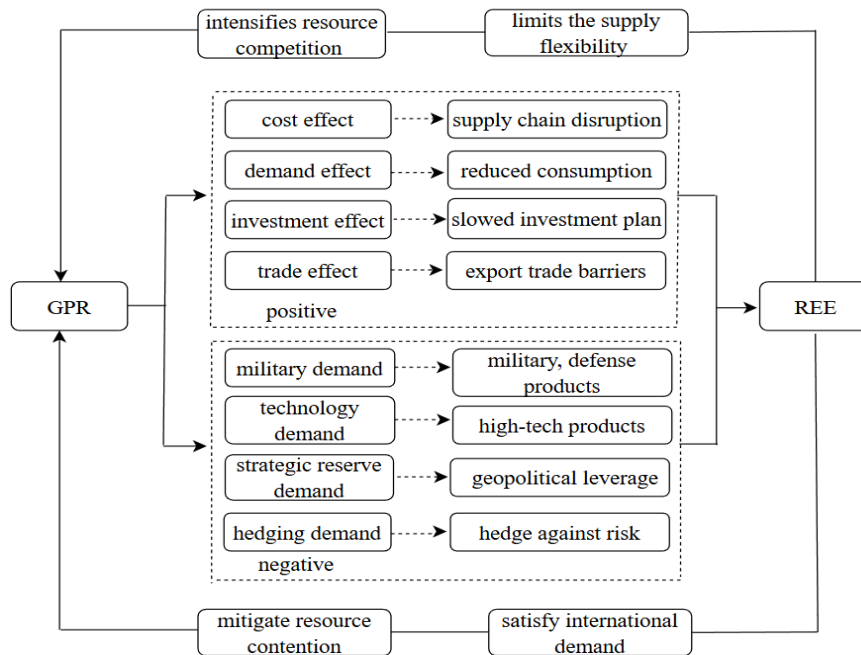 intensifies resource
competition
limits the supply
flexibility
cost effect
supply chain disruption
demand effect
reduced consumption
investment effect
slowed investment plan
trade effect
export trade barriers
positive
GPR
REE
military demand
military, defense
products
technology
demand
high-tech products
strategic reserve
demand
geopolitical leverage
hedging demand
hedge against risk
negative
mitigate resource
contention
satisfy international
demand